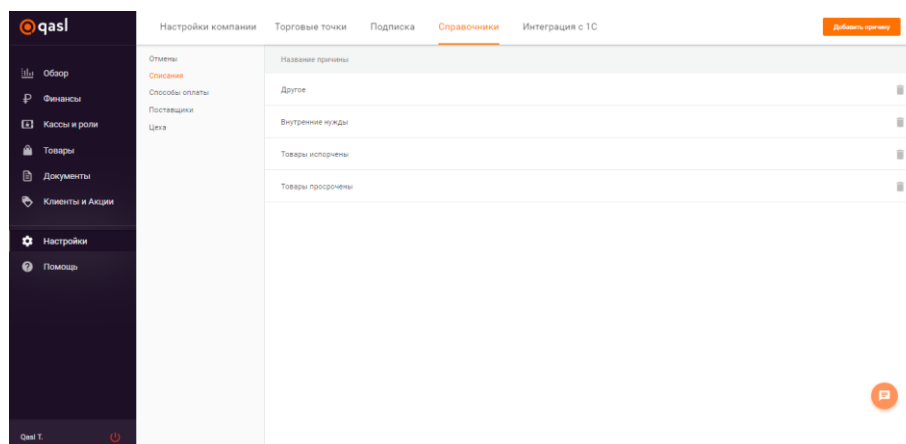 qasl
Настройки компании
Торговые точки
Подписка
Справочники
Интеграция с 1С
Добавить причину
Обзор
Финансы
Кассы и роли
Товары
Документы
Клиенты и Акции
Настройки
Помощь
Qasl T.
Отмены
Списания
Способы оплаты
Поставщики
Цеха
Название причины
Другое
Внутренние нужды
Товары испорчены
Товары просрочены